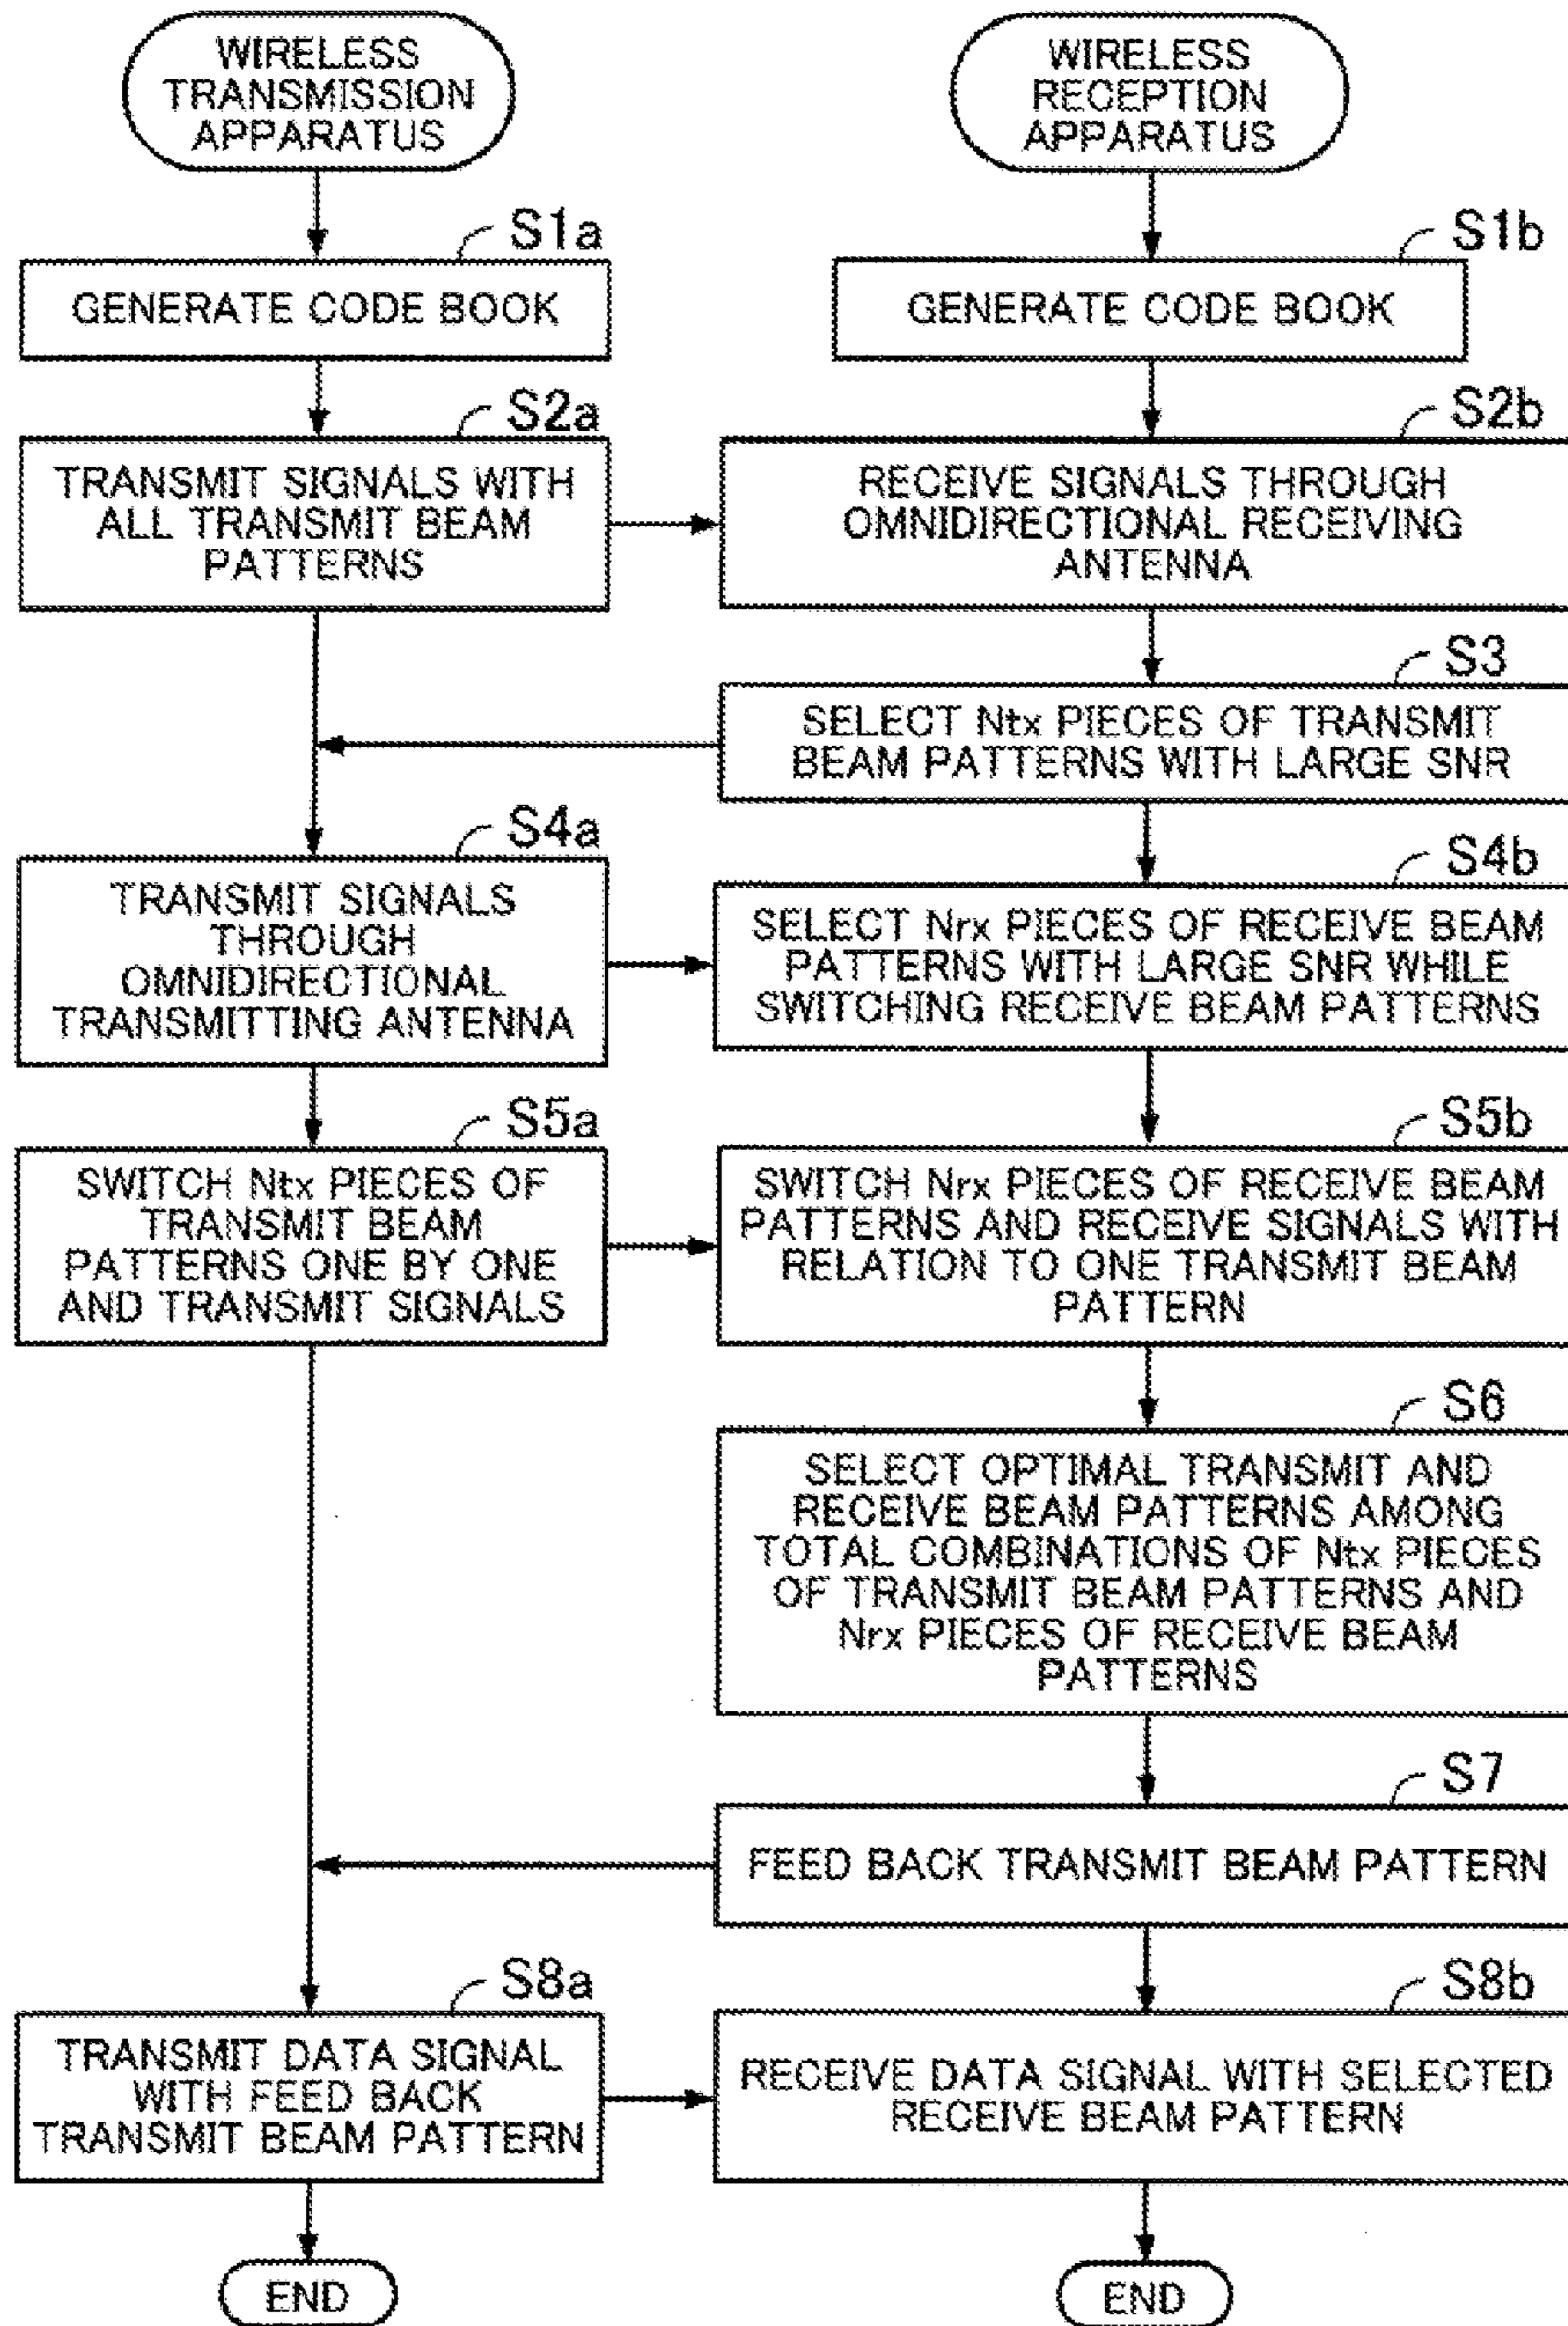 WIRELESS
TRANSMISSION
APPARATUS
WIRELESS
RECEPTION
APPARATUS
S1a
GENERATE CODE BOOK
S1b
GENERATE CODE BOOK
S2a
TRANSMIT SIGNALS WITH
ALL TRANSMIT BEAM
PATTERNS
S2b
RECEIVE SIGNALS THROUGH
OMNIDIRECTIONAL RECEIVING
ANTENNA
S3
SELECT Ntx PIECES OF TRANSMIT
BEAM PATTERNS WITH LARGE SNR
S4a
TRANSMIT SIGNALS
THROUGH
OMNIDIRECTIONAL
TRANSMITTING ANTENNA
S4b
SELECT Nrx PIECES OF RECEIVE BEAM
PATTERNS WITH LARGE SNR WHILE
SWITCHING RECEIVE BEAM PATTERNS
S5a
SWITCH Ntx PIECES OF
TRANSMIT BEAM
PATTERNS ONE BY ONE
AND TRANSMIT SIGNALS
S5b
SWITCH Nrx PIECES OF RECEIVE BEAM
PATTERNS AND RECEIVE SIGNALS WITH
RELATION TO ONE TRANSMIT BEAM
PATTERN
S6
SELECT OPTIMAL TRANSMIT AND
RECEIVE BEAM PATTERNS AMONG
TOTAL COMBINATIONS OF Ntx PIECES
OF TRANSMIT BEAM PATTERNS AND
Nrx PIECES OF RECEIVE BEAM
PATTERNS
S7
FEED BACK TRANSMIT BEAM PATTERN
S8a
TRANSMIT DATA SIGNAL
WITH FEED BACK
TRANSMIT BEAM PATTERN
S8b
RECEIVE DATA SIGNAL WITH SELECTED
RECEIVE BEAM PATTERN
END
END